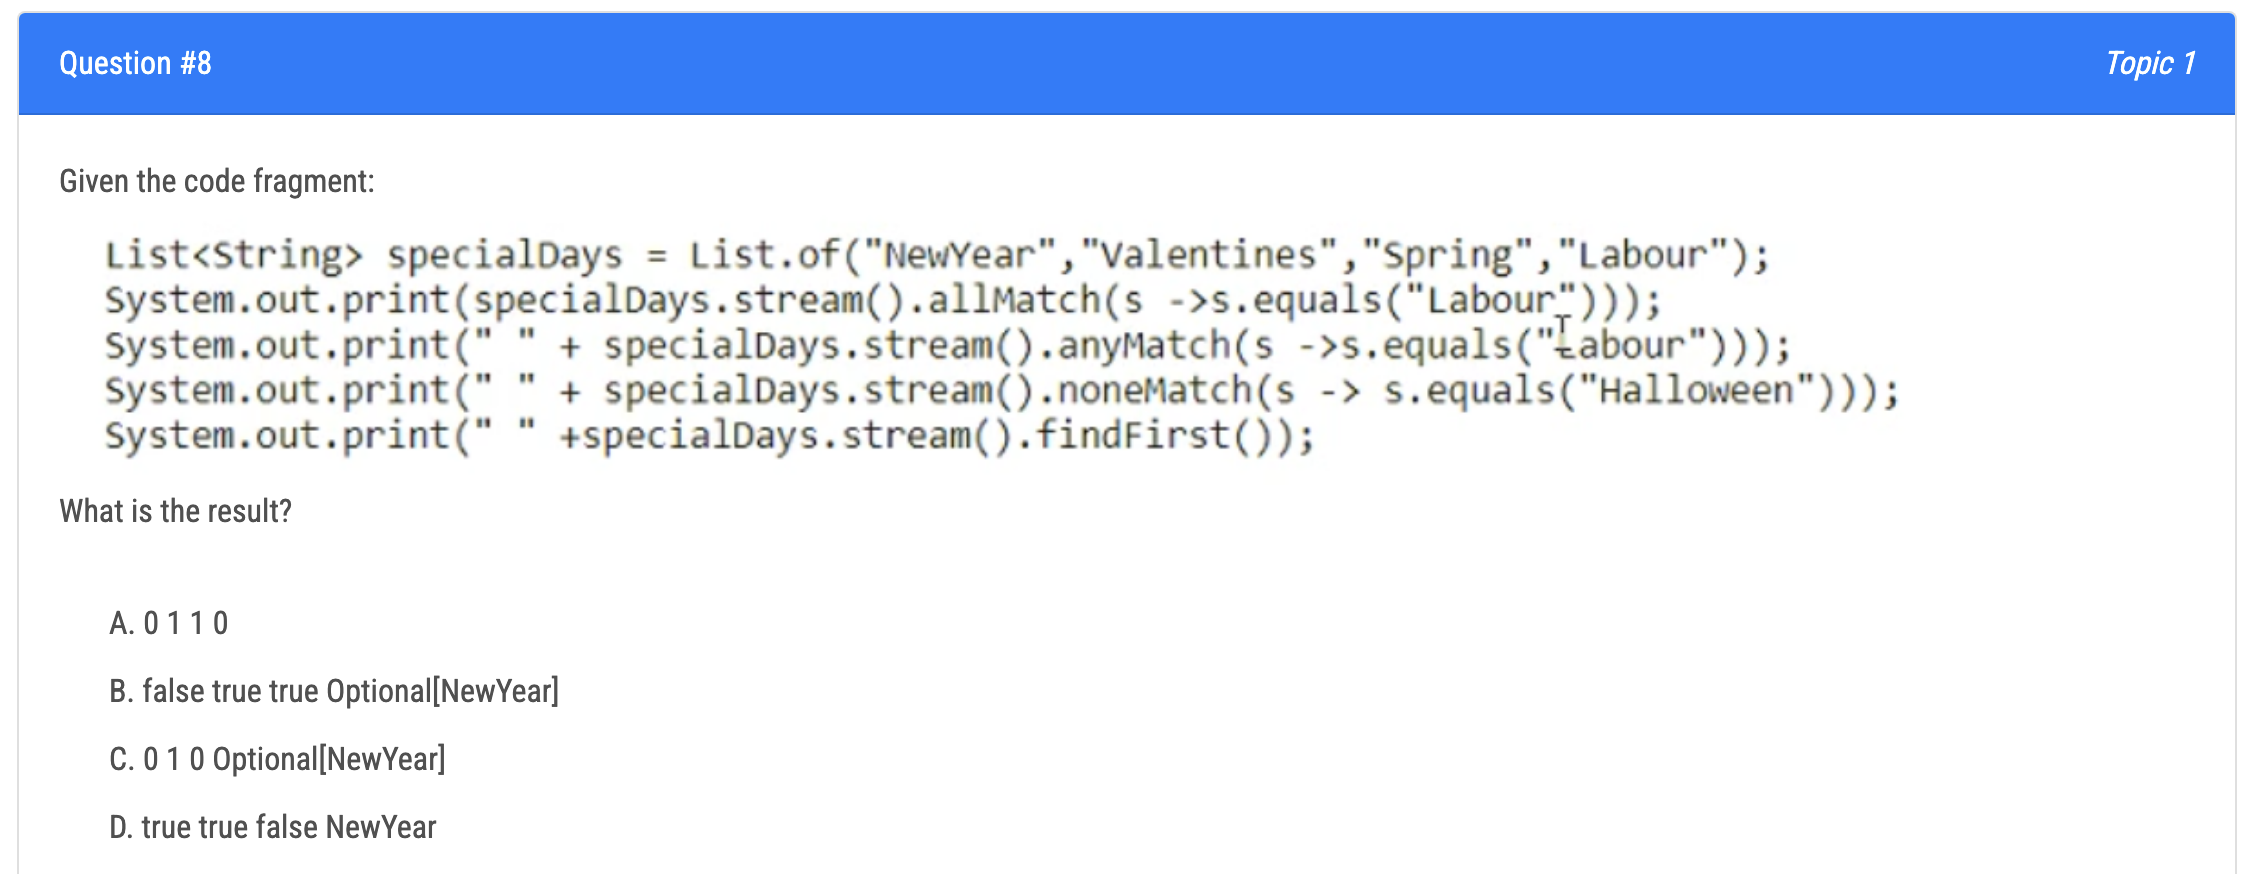 Question #8
Topic 1
Given the code fragment:
List<String> specialDays = List.of("NewYear","Valentines","Spring","Labour");
System.out.print(specialDays.stream().allMatch(s ->s.equals("Labour")));
System.out.print(" " + specialDays.stream().anyMatch(s ->s.equals("Labour")));
System.out.print(" " + specialDays.stream().noneMatch(s -> s.equals("Halloween")));
System.out.print(" " +specialDays.stream().findFirst());
What is the result?
A. 0 1 1 0
B. false true true Optional[NewYear]
C. 0 1 0 Optional[NewYear]
D. true true false NewYear